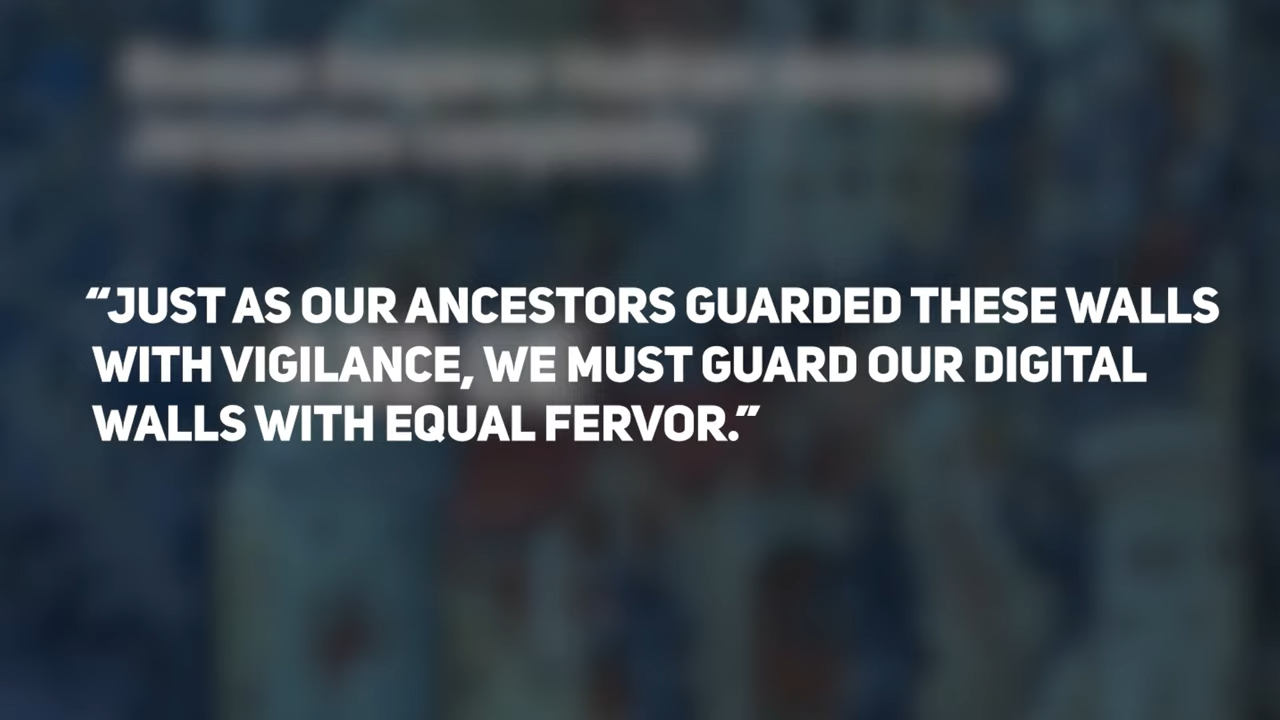 “JUST AS OUR ANCESTORS GUARDED THESE WALLS
WITH VIGILANCE, WE MUST GUARD OUR DIGITAL
WALLS WITH EQUAL FERVOR.”